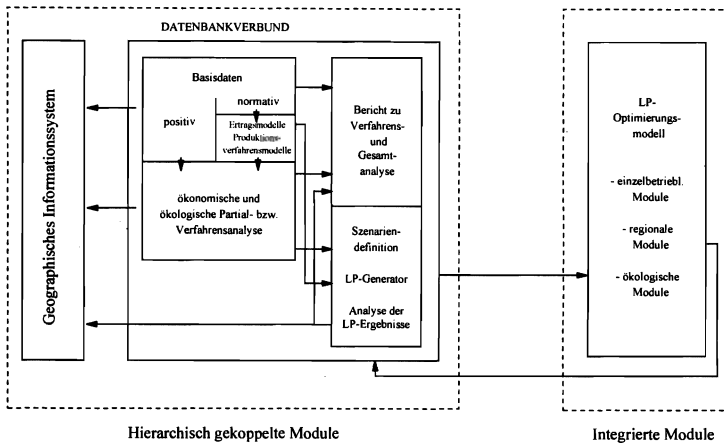 DATENBANKVERBUND
Geographisches Informationssystem
Basisdaten
positiv
normativ
Ertragsmodelle
Produktions-
verfahrensmodelle
ökonomische und
ökologische Partial- bzw.
Verfahrensanalyse
Bericht zu
Verfahrens-
und
Gesamt-
analyse
Szenarien-
definition
LP-Generator
Analyse der
LP-Ergebnisse
LP-
Optimierungs-
modell
- einzelbetriebl.
Module
- regionale
Module
- ökologische
Module
Hierarchisch gekoppelte Module
Integrierte Module